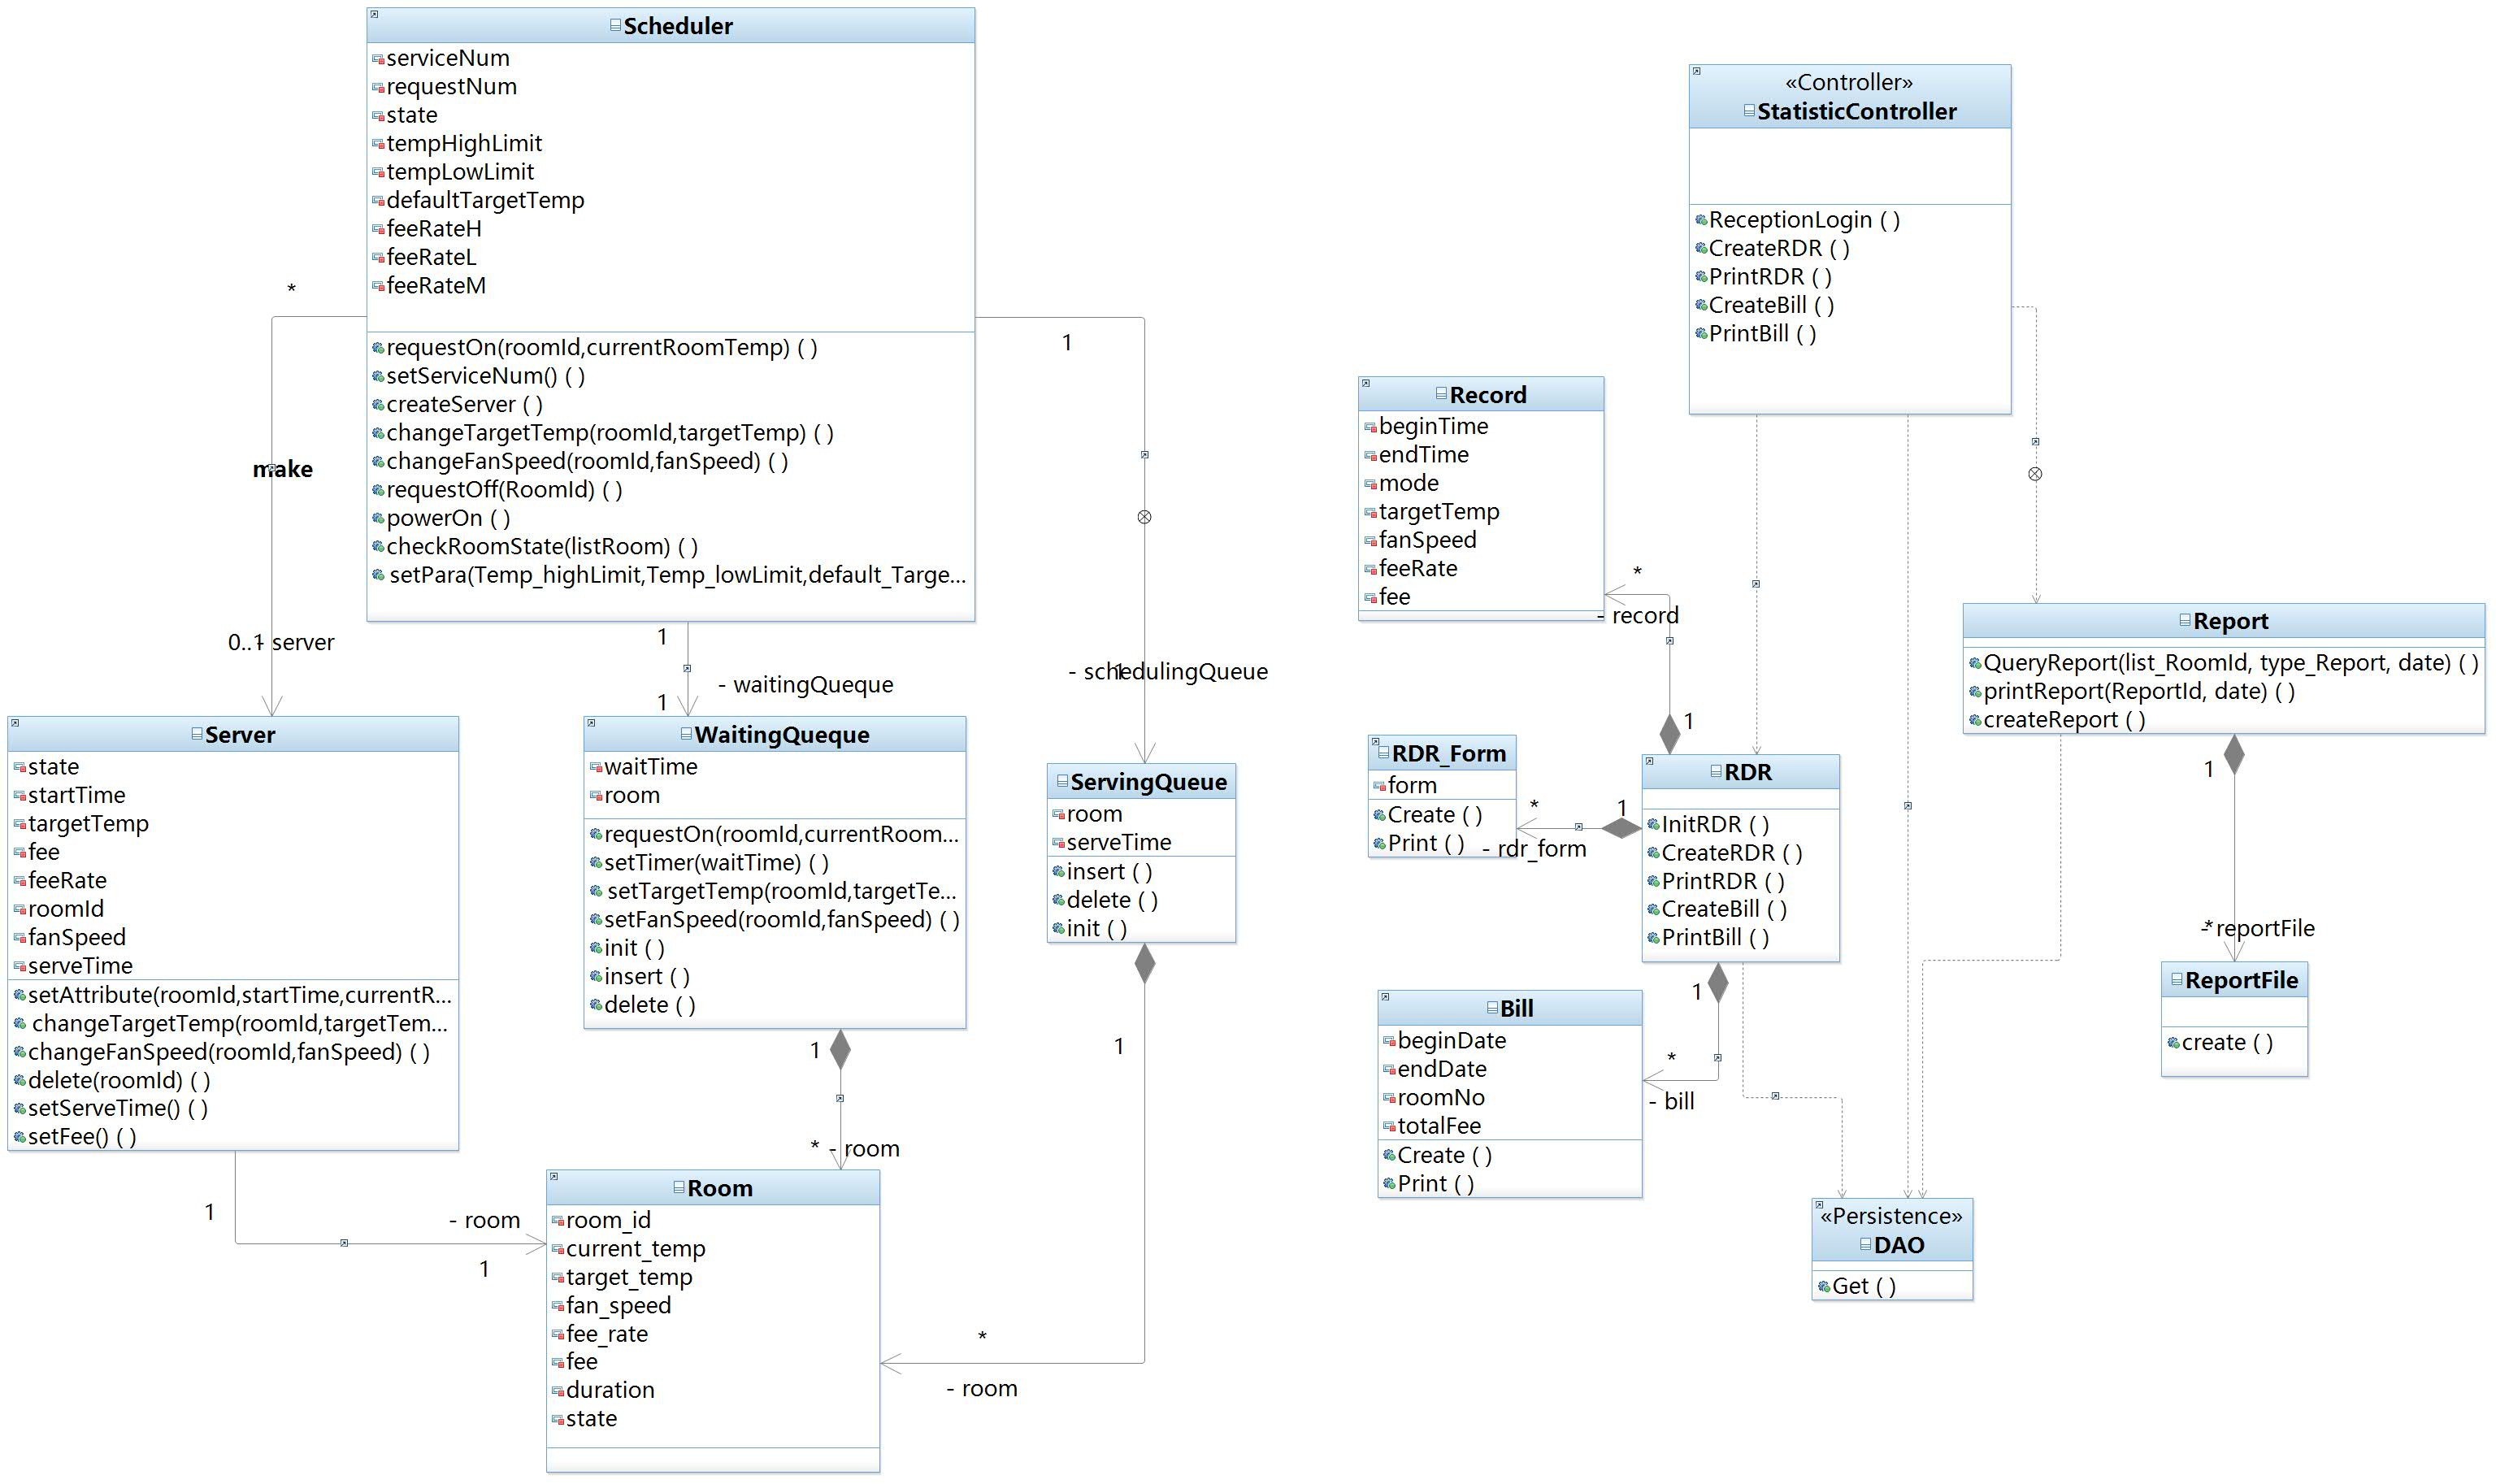 Scheduler
serviceNum
requestNum
state
tempHighLimit
tempLowLimit
defaultTargetTemp
feeRateH
feeRateL
feeRateM
requestOn(roomId,currentRoomTemp) ( )
setServiceNum() ( )
createServer ( )
changeTargetTemp(roomId,targetTemp) ( )
changeFanSpeed(roomId,fanSpeed) ( )
requestOff(RoomId) ( )
powerOn ( )
checkRoomState(listRoom) ( )
setPara(Temp_highLimit,Temp_lowLimit,default_Targe...
*
make
0..1
- server
1
1
- waitingQueque
1
- schedulingQueue
1
Server
state
startTime
targetTemp
fee
feeRate
roomId
fanSpeed
serveTime
setAttribute(roomId,startTime,currentR...
changeTargetTemp(roomId,targetTem...
changeFanSpeed(roomId,fanSpeed) ( )
delete(roomId) ( )
setServeTime() ( )
setFee() ( )
1
- room
1
WaitingQueque
waitTime
room
requestOn(roomId,currentRoom...
setTimer(waitTime) ( )
setTargetTemp(roomId,targetTe...
setFanSpeed(roomId,fanSpeed) ( )
init ( )
insert ( )
delete ( )
1
* - room
ServingQueue
room
serveTime
insert ( )
delete ( )
init ( )
1
*
- room
Room
room_id
current_temp
target_temp
fan_speed
fee_rate
fee
duration
state
«Controller»
StatisticController
ReceptionLogin ( )
CreateRDR ( )
PrintRDR ( )
CreateBill ( )
PrintBill ( )
Record
beginTime
endTime
mode
targetTemp
fanSpeed
feeRate
fee
*
- record
1
RDR_Form
form
Create ( )
Print ( )
*
1
- rdr_form
RDR
InitRDR ( )
CreateRDR ( )
PrintRDR ( )
CreateBill ( )
PrintBill ( )
1
*
- bill
Bill
beginDate
endDate
roomNo
totalFee
Create ( )
Print ( )
Report
QueryReport(list_RoomId, type_Report, date) ( )
printReport(ReportId, date) ( )
createReport ( )
1
*
- reportFile
ReportFile
create ( )
«Persistence»
DAO
Get ( )